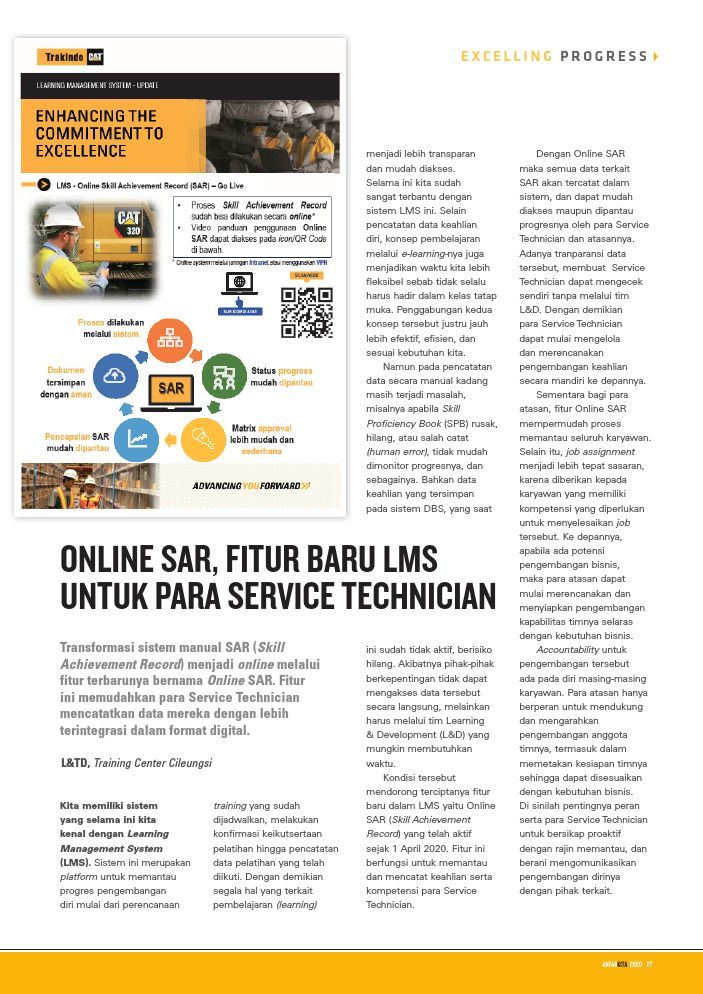 Trakindo CAT
EXCELLING PROGRESS
LEARNING MANAGEMENT SYSTEM - UPDATE
ENHANCING THE
COMMITMENT TO
EXCELLENCE
LMS - Online Skill Achievement Record (SAR) – Go Live
CAT
320
• Proses Skill Achievement Record
sudah bisa dilakukan secara online*
• Video panduan penggunaan Online
SAR dapat diakses pada icon/QR Code
di bawah.
* Online system melalui jaringan Intranet atau menggunakan VPN
SCAN HERE
Proses dilakukan
melalui sistem
Dokumen
tersimpan
dengan aman
SAR
Status progress
mudah dipantau
Pencapaian SAR
mudah dipantau
Matrix approval
lebih mudah dan
sederhana
ADVANCING YOU FORWARD
ONLINE SAR, FITUR BARU LMS
UNTUK PARA SERVICE TECHNICIAN
Transformasi sistem manual SAR (Skill
Achievement Record) menjadi online melalui
fitur terbarunya bernama Online SAR. Fitur
ini memudahkan para Service Technician
mencatatkan data mereka dengan lebih
terintegrasi dalam format digital.
L&TD, Training Center Cileungsi
Kita memiliki sistem
yang selama ini kita
kenal dengan Learning
Management System
(LMS). Sistem ini merupakan
platform untuk memantau
progres pengembangan
diri mulai dari perencanaan
training yang sudah
dijadwalkan, melakukan
konfirmasi keikutsertaan
pelatihan hingga pencatatan
data pelatihan yang telah
diikuti. Dengan demikian
segala hal yang terkait
pembelajaran (learning)
menjadi lebih transparan
dan mudah diakses.
Selama ini kita sudah
sangat terbantu dengan
sistem LMS ini. Selain
pencatatan data keahlian
diri, konsep pembelajaran
melalui e-learning-nya juga
menjadikan waktu kita lebih
fleksibel sebab tidak selalu
harus hadir dalam kelas tatap
muka. Penggabungan kedua
konsep tersebut justru jauh
lebih efektif, efisien, dan
sesuai kebutuhan kita.
Namun pada pencatatan
data secara manual kadang
masih terjadi masalah,
misalnya apabila Skill
Proficiency Book (SPB) rusak,
hilang, atau salah catat
(human error), tidak mudah
dimonitor progresnya, dan
sebagainya. Bahkan data
keahlian yang tersimpan
pada sistem DBS, yang saat
ini sudah tidak aktif, berisiko
hilang. Akibatnya pihak-pihak
berkepentingan tidak dapat
mengakses data tersebut
secara langsung, melainkan
harus melalui tim Learning
& Development (L&D) yang
mungkin membutuhkan
waktu.
Kondisi tersebut
mendorong terciptanya fitur
baru dalam LMS yaitu Online
SAR (Skill Achievement
Record) yang telah aktif
sejak 1 April 2020. Fitur ini
berfungsi untuk memantau
dan mencatat keahlian serta
kompetensi para Service
Technician.
Dengan Online SAR
maka semua data terkait
SAR akan tercatat dalam
sistem, dan dapat mudah
diakses maupun dipantau
progresnya oleh para Service
Technician dan atasannya.
Adanya tranparansi data
tersebut, membuat Service
Technician dapat mengecek
sendiri tanpa melalui tim
L&D. Dengan demikian
para Service Technician
dapat mulai mengelola
dan merencanakan
pengembangan keahlian
secara mandiri ke depannya.
Sementara bagi para
atasan, fitur Online SAR
mempermudah proses
memantau seluruh karyawan.
Selain itu, job assignment
menjadi lebih tepat sasaran,
karena diberikan kepada
karyawan yang memiliki
kompetensi yang diperlukan
untuk menyelesaikan job
tersebut. Ke depannya,
apabila ada potensi
pengembangan bisnis,
maka para atasan dapat
mulai merencanakan dan
menyiapkan pengembangan
kapabilitas timnya selaras
dengan kebutuhan bisnis.
Accountability untuk
pengembangan tersebut
ada pada diri masing-masing
karyawan. Para atasan hanya
berperan untuk mendukung
dan mengarahkan
pengembangan anggota
timnya, termasuk dalam
memetakan kesiapan timnya
sehingga dapat disesuaikan
dengan kebutuhan bisnis.
Di sinilah pentingnya peran
serta para Service Technician
untuk bersikap proaktif
dengan rajin memantau, dan
berani mengomunikasikan
pengembangan dirinya
dengan pihak terkait.
ANTARKITA 2020 27